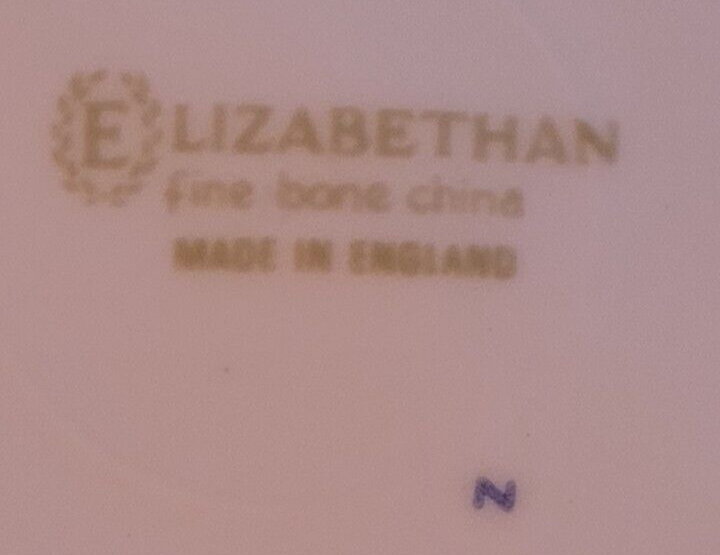 ELIZABETHAN
fine bone china
MADE IN ENGLAND
N